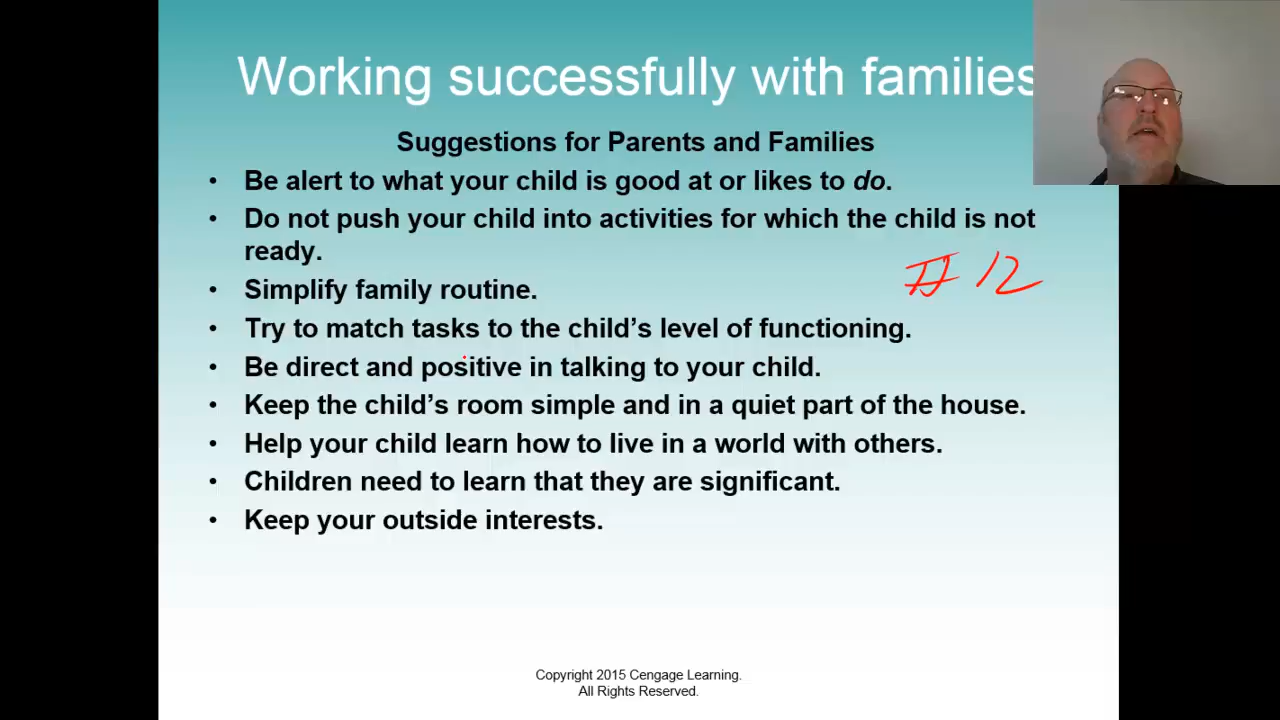 Working successfully with families
Suggestions for Parents and Families
• Be alert to what your child is good at or likes to do.
• Do not push your child into activities for which the child is not
ready.
# 12
• Simplify family routine.
• Try to match tasks to the child’s level of functioning.
• Be direct and positive in talking to your child.
• Keep the child’s room simple and in a quiet part of the house.
• Help your child learn how to live in a world with others.
• Children need to learn that they are significant.
• Keep your outside interests.
Copyright 2015 Cengage Learning.
All Rights Reserved.